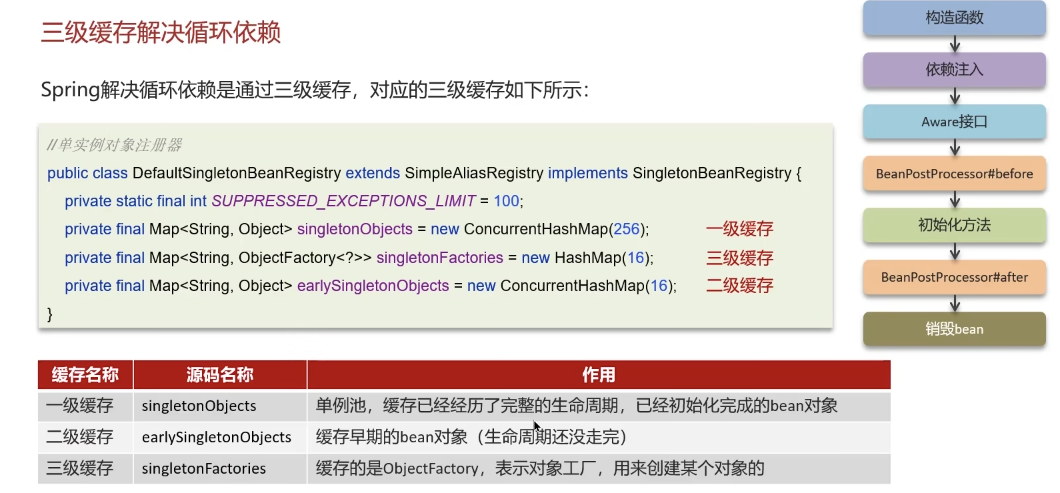 三级缓存解决循环依赖
Spring解决循环依赖是通过三级缓存，对应的三级缓存如下所示：
//单实例对象注册器
public class DefaultSingletonBeanRegistry extends SimpleAliasRegistry implements SingletonBeanRegistry {
private static final int SUPPRESSED_EXCEPTIONS_LIMIT = 100;
private final Map<String, Object> singletonObjects = new ConcurrentHashMap(256); 一级缓存
private final Map<String, ObjectFactory<?>> singletonFactories = new HashMap(16); 三级缓存
private final Map<String, Object> earlySingletonObjects = new ConcurrentHashMap(16); 二级缓存
}
缓存名称 源码名称 作用
一级缓存 singletonObjects 单例池，缓存已经经历了完整的生命周期，已经初始化完成的bean对象
二级缓存 earlySingletonObjects 缓存早期的bean对象（生命周期还没走完）
三级缓存 singletonFactories 缓存的是ObjectFactory，表示对象工厂，用来创建某个对象的
构造函数
依赖注入
Aware接口
BeanPostProcessor#before
初始化方法
BeanPostProcessor#after
销毁bean